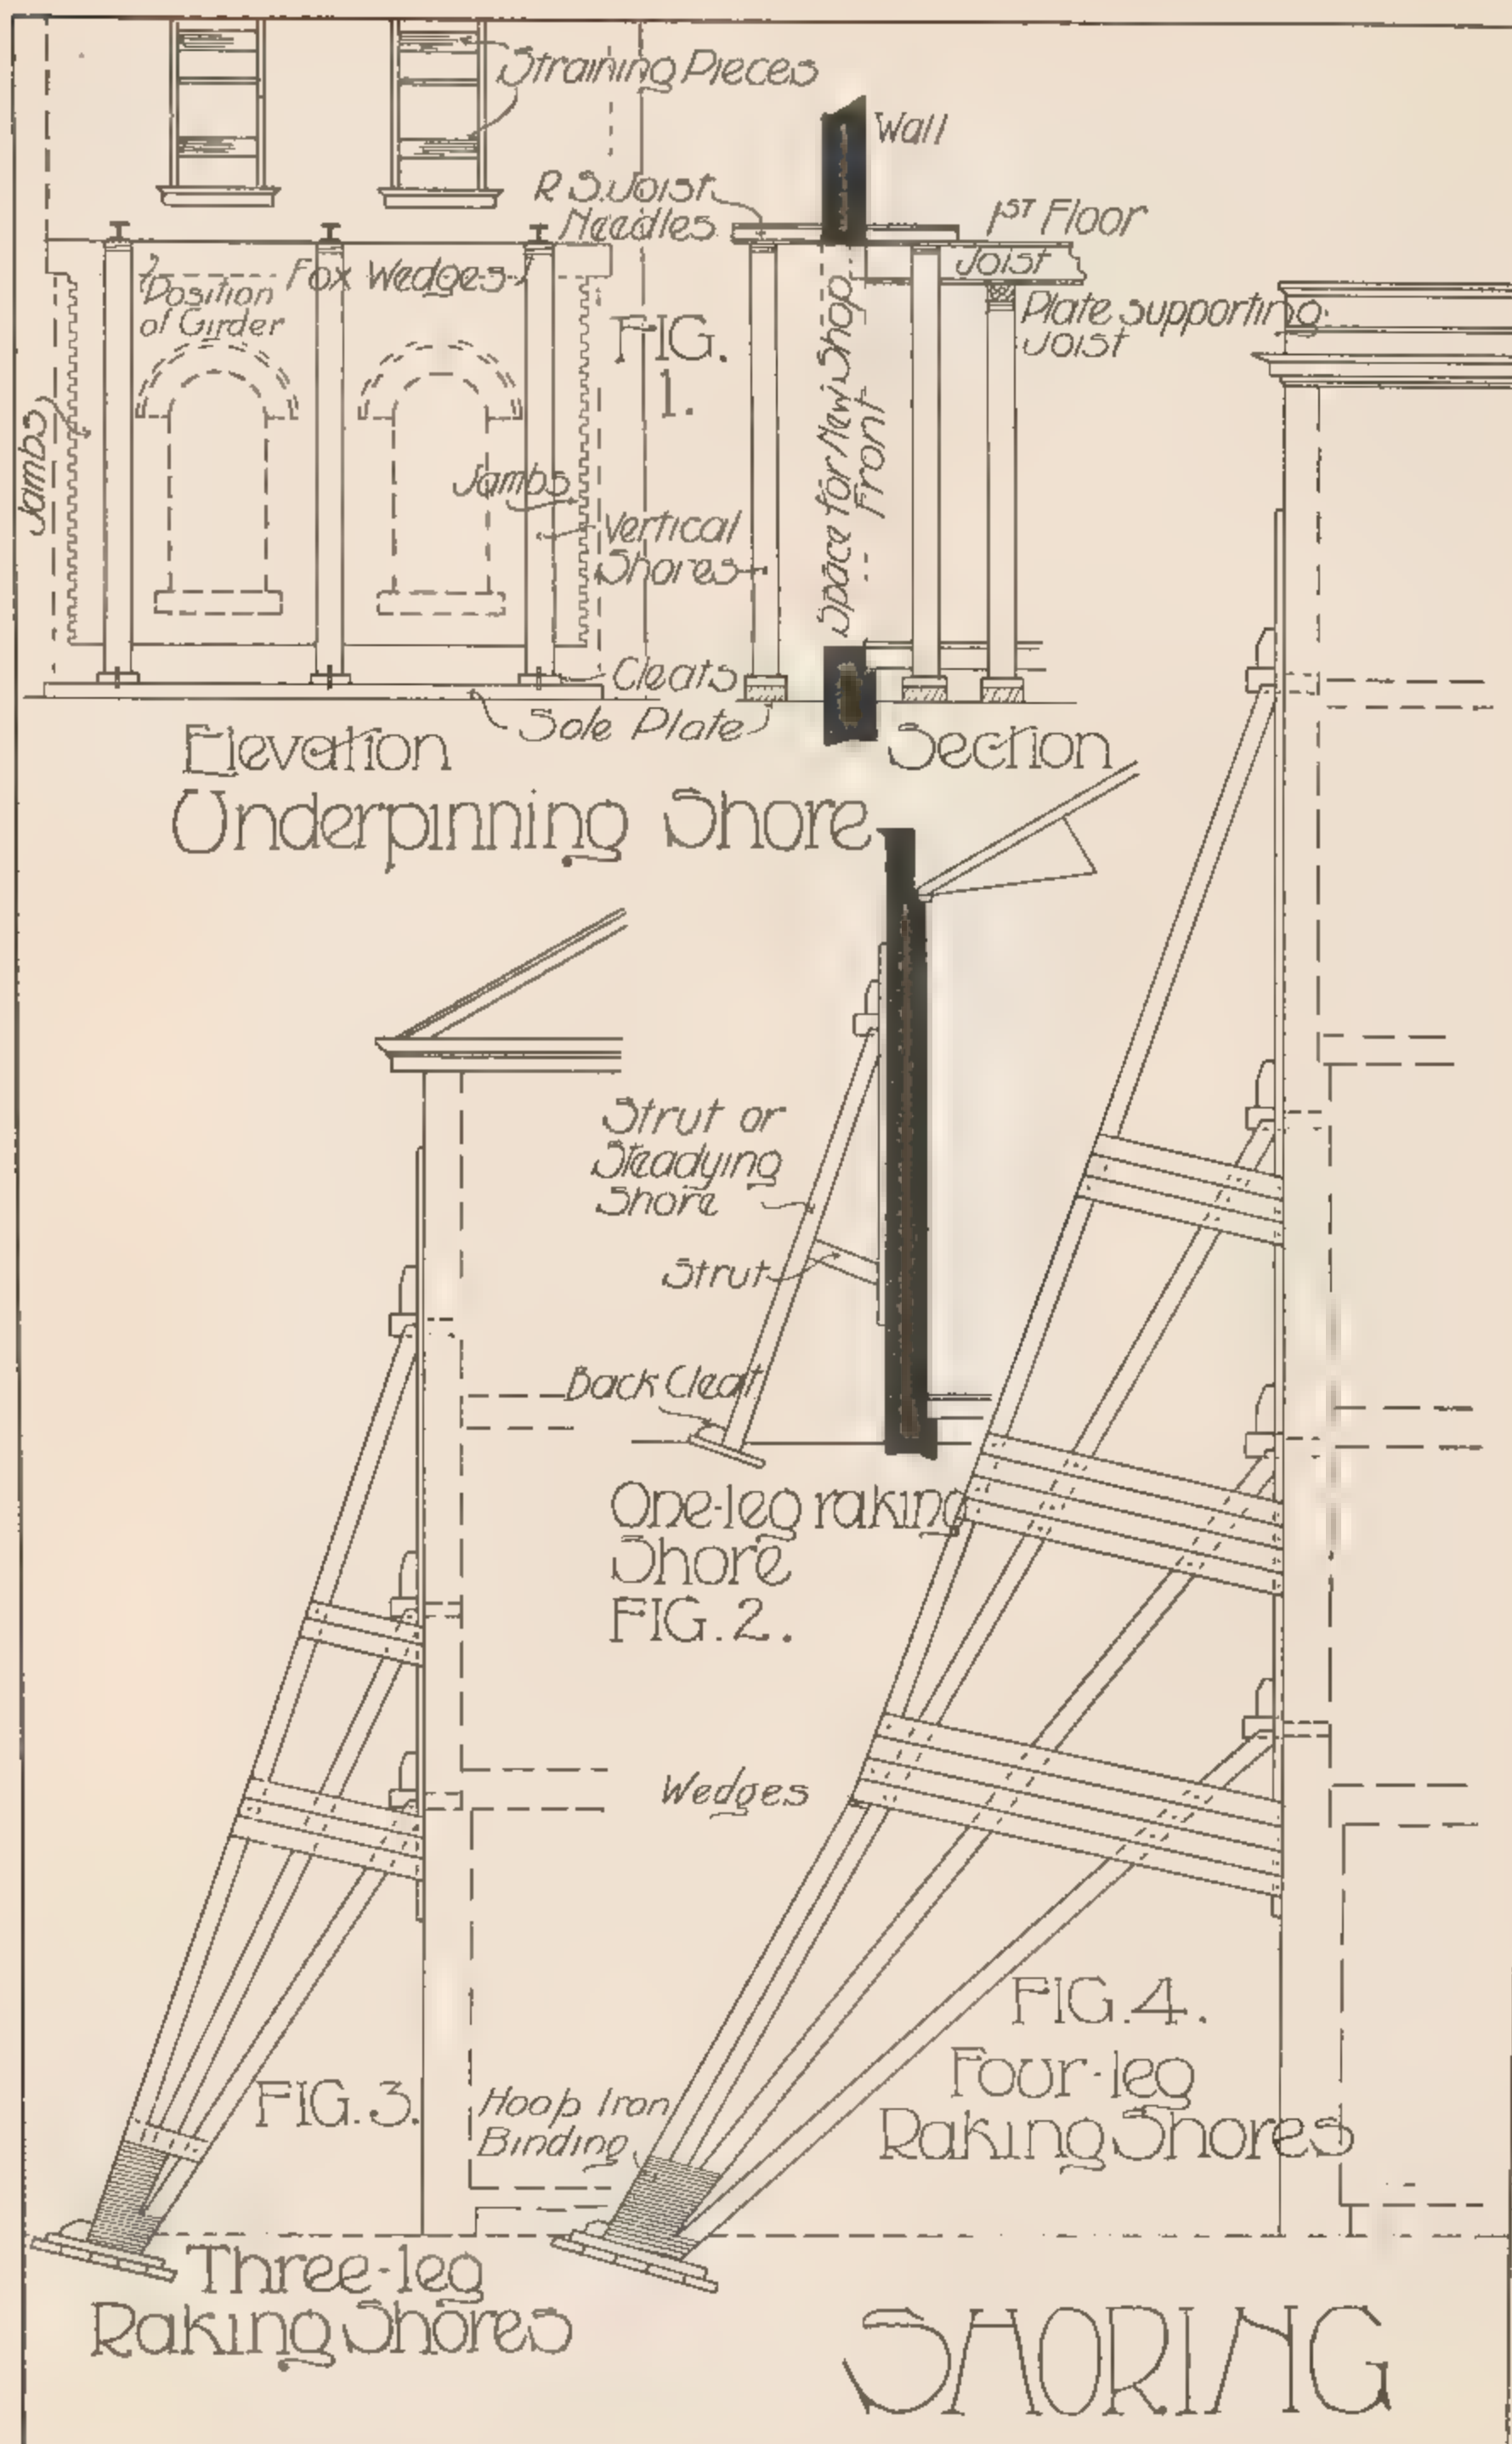 Straining Pieces
Wall
R.S. Joist
Needles
1ST Floor
Joist
Position
of Girder
Fox Wedges
Plate supporting
Joist
FIG.
1.
Jambs
Jambs
Space for New Shop
Front
Vertical
Shores
Cleats
Sole Plate
Elevation
Section
Underpinning Shore
Strut or
Steadying
Shore
Strut
Back Cleat
One-leg raking
Shore
FIG. 2.
Wedges
FIG. 4.
Four-leg
Raking Shores
FIG. 3.
Hoop Iron
Binding
Three-leg
Raking Shores
SHORING